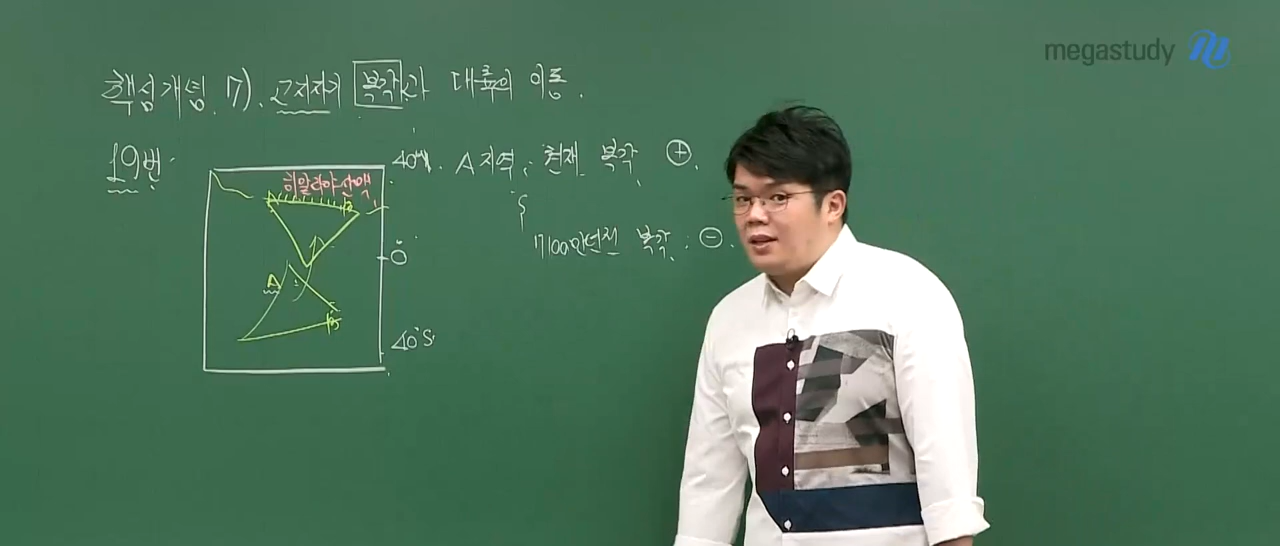 megastudy
핵심개념 17). 고지자기 복각과 대륙의 이동.
19번.
40°N. A지역 : 현재 복각 ⊕.
히말라야산맥
7100만년전 복각 : ⊖.
0°
A
B
40°S